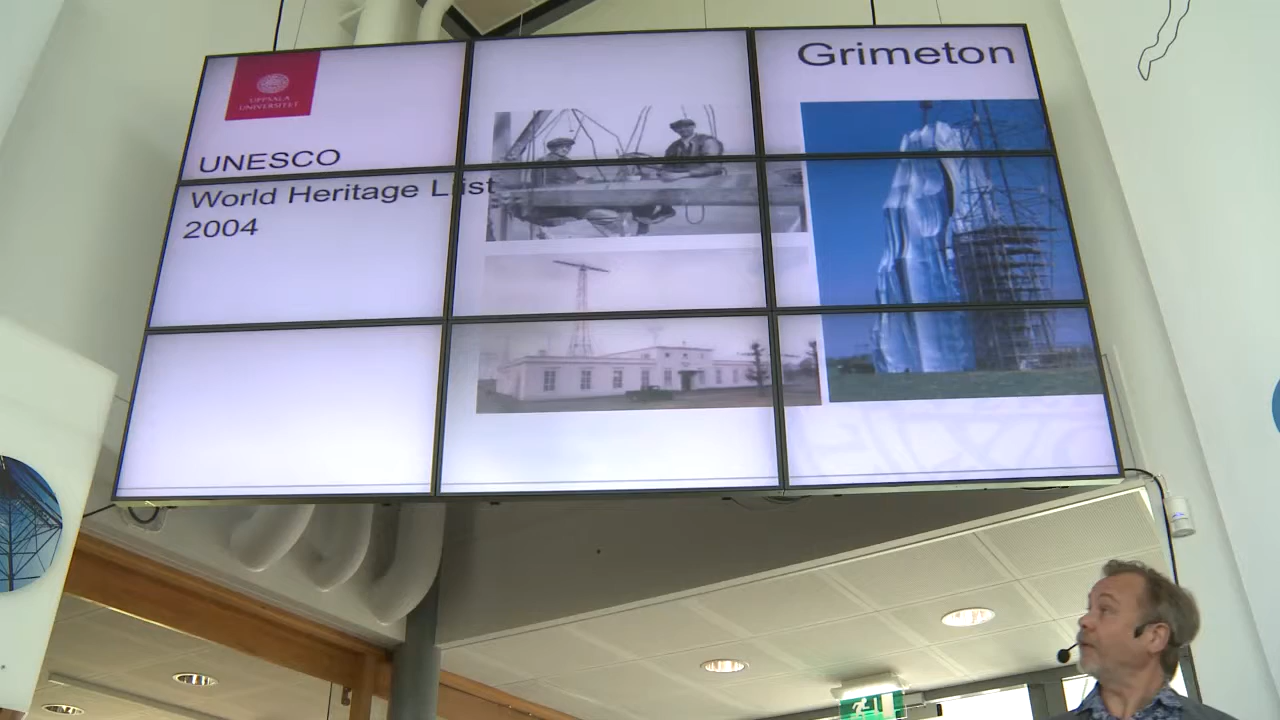 Grimeton
UPPSALA
UNIVERSITET
UNESCO
World Heritage List
2004